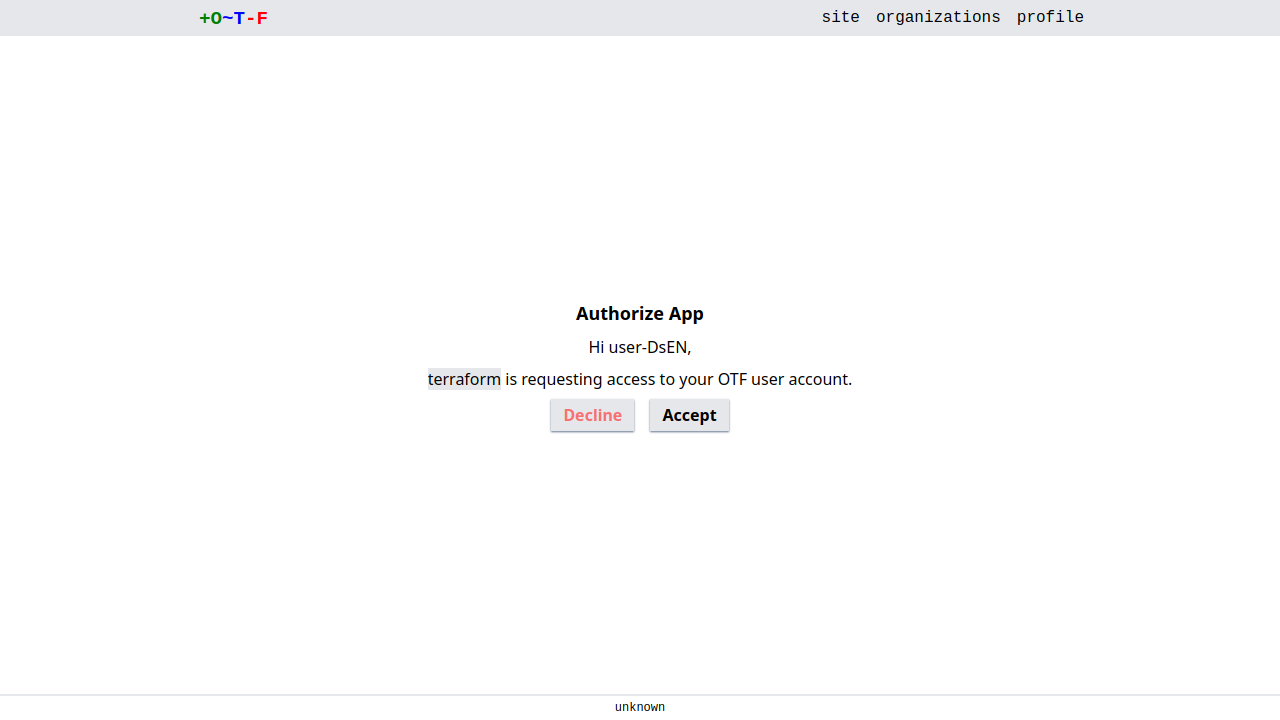 +O~T-F site organizations profile
Authorize App
Hi user-DsEN,
terraform is requesting access to your OTF user account.
Decline Accept
unknown